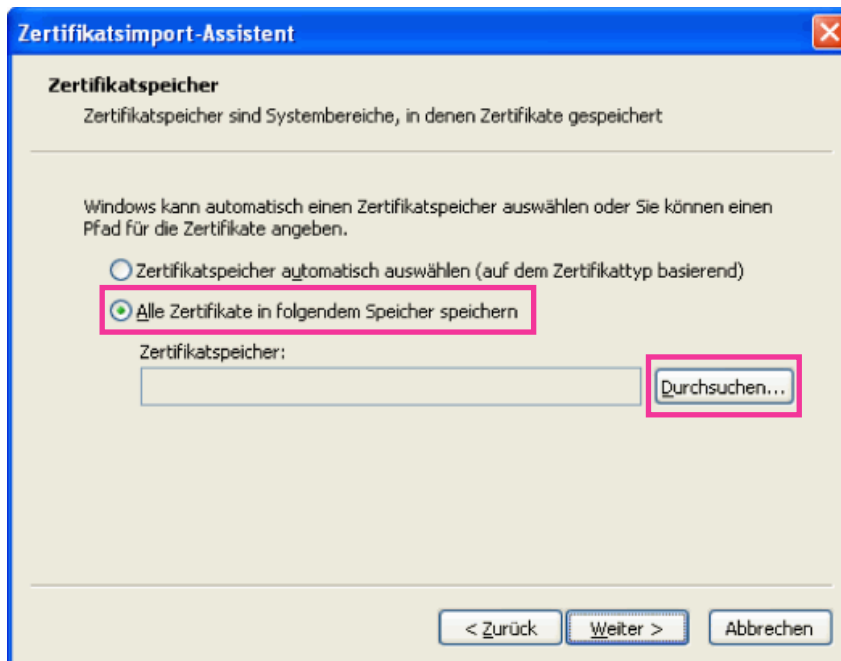 Zertifikatsimport-Assistent
Zertifikatspeicher
Zertifikatspeicher sind Systembereiche, in denen Zertifikate gespeichert
Windows kann automatisch einen Zertifikatspeicher auswählen oder Sie können einen
Pfad für die Zertifikate angeben.
Zertifikatspeicher automatisch auswählen (auf dem Zertifikattyp basierend)
Alle Zertifikate in folgendem Speicher speichern
Zertifikatspeicher:
Durchsuchen...
< Zurück Weiter > Abbrechen